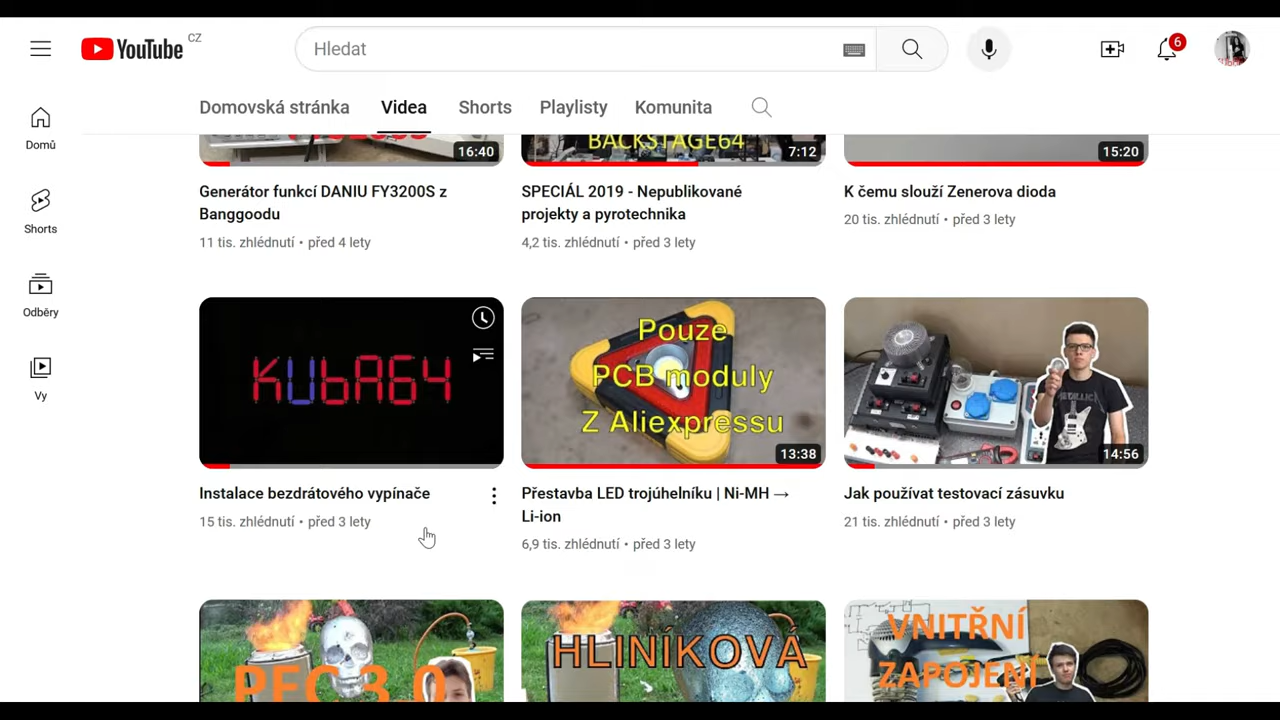 YouTube CZ
Hledat
6
Domovská stránka Videa Shorts Playlisty Komunita
Domů
Shorts
Odběry
Vy
16:40
BACKSTAGE64
7:12
15:20
Generátor funkcí DANIU FY3200S z
Banggoodu
11 tis. zhlédnutí • před 4 lety
SPECIÁL 2019 - Nepublikované
projekty a pyrotechnika
4,2 tis. zhlédnutí • před 3 lety
K čemu slouží Zenerova dioda
20 tis. zhlédnutí • před 3 lety
KUbA64
Instalace bezdrátového vypínače
15 tis. zhlédnutí • před 3 lety
Pouze
PCB moduly
Z Aliexpressu
13:38
Přestavba LED trojúhelníku | Ni-MH →
Li-ion
6,9 tis. zhlédnutí • před 3 lety
METALLICA
14:56
Jak používat testovací zásuvku
21 tis. zhlédnutí • před 3 lety
PEC 3.0
HLINÍKOVÁ
VNITŘNÍ
ZAPOJENÍ